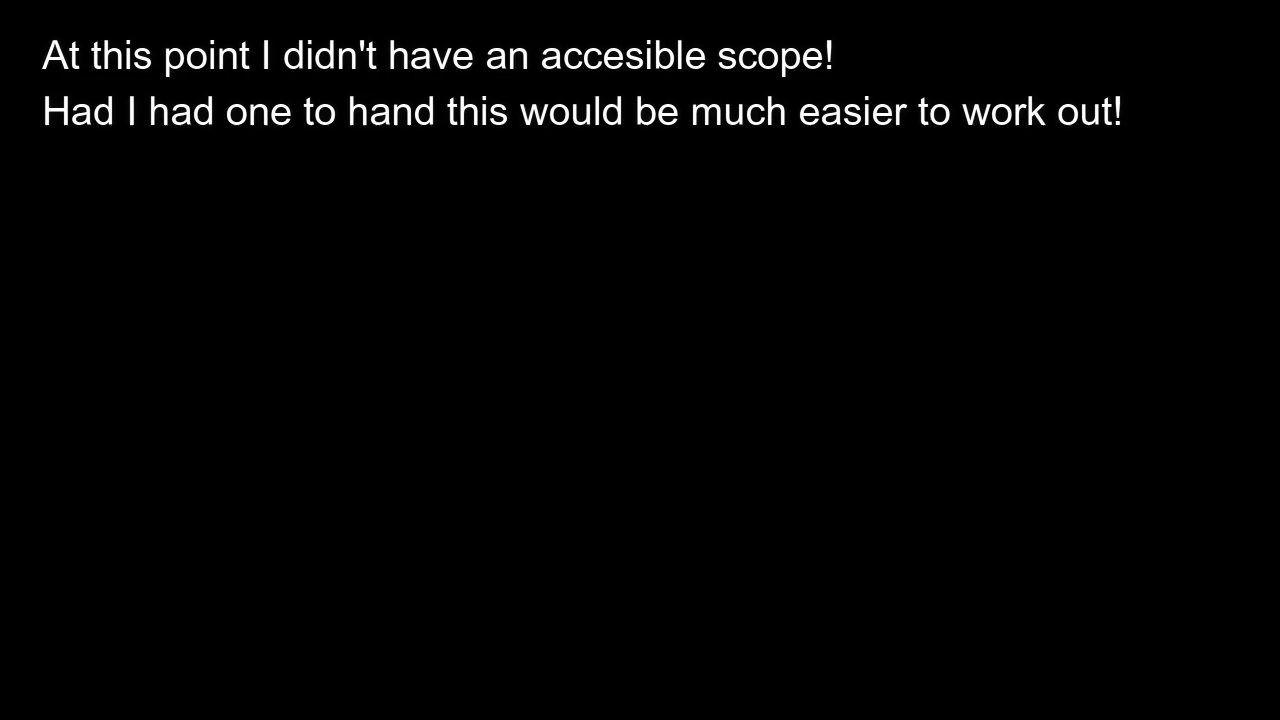 At this point I didn't have an accesible scope!
Had I had one to hand this would be much easier to work out!